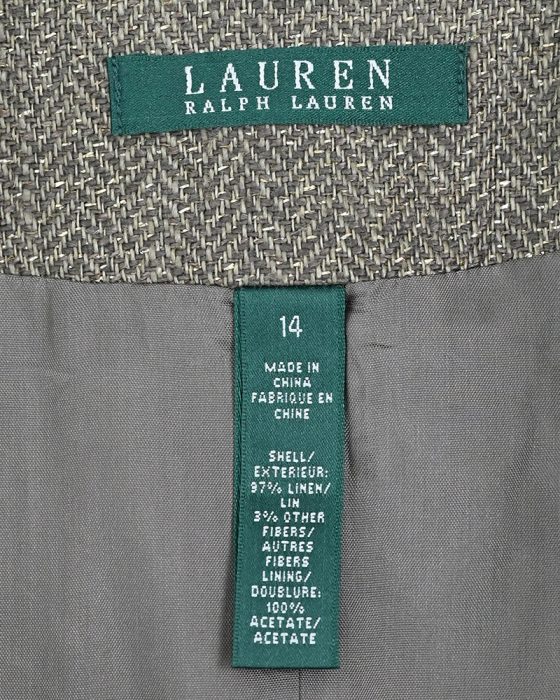 LAUREN
RALPH LAUREN
14
MADE IN
CHINA
FABRIQUE EN
CHINE
SHELL/
EXTERIEUR:
97% LINEN/
LIN
3% OTHER
FIBERS/
AUTRES
FIBERS
LINING/
DOUBLURE:
100%
ACETATE/
ACETATE